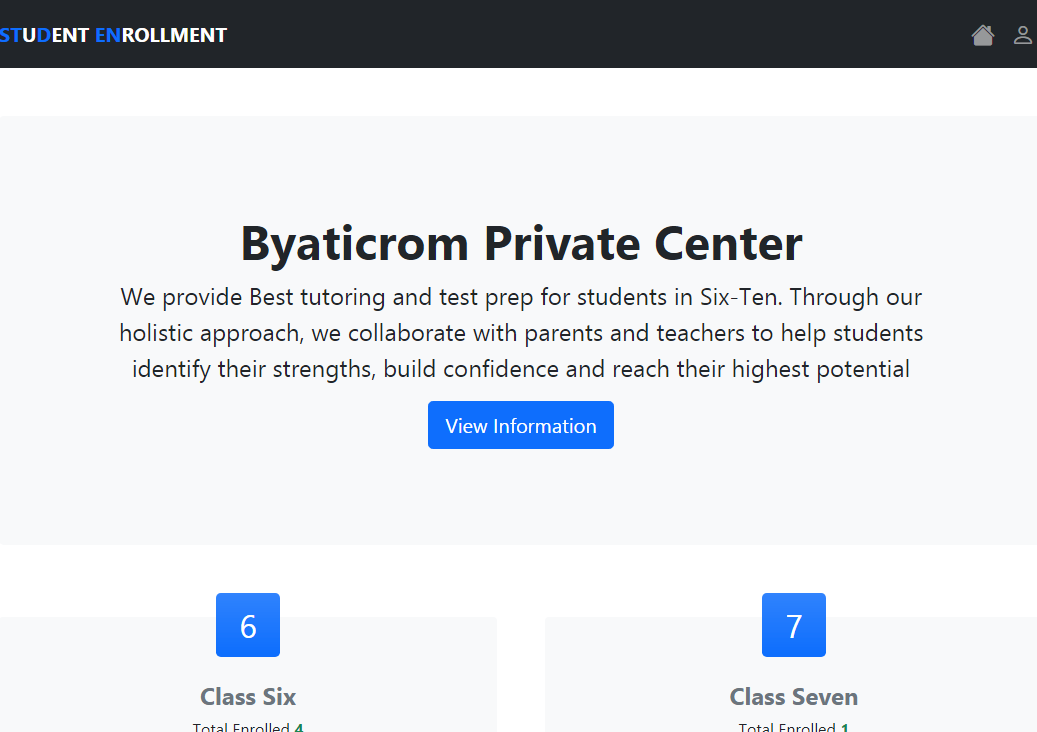 STUDENT ENROLLMENT
Byaticrom Private Center
We provide Best tutoring and test prep for students in Six-Ten. Through our
holistic approach, we collaborate with parents and teachers to help students
identify their strengths, build confidence and reach their highest potential
View Information
6
7
Class Six
Class Seven
Total Enrolled 4
Total Enrolled 1